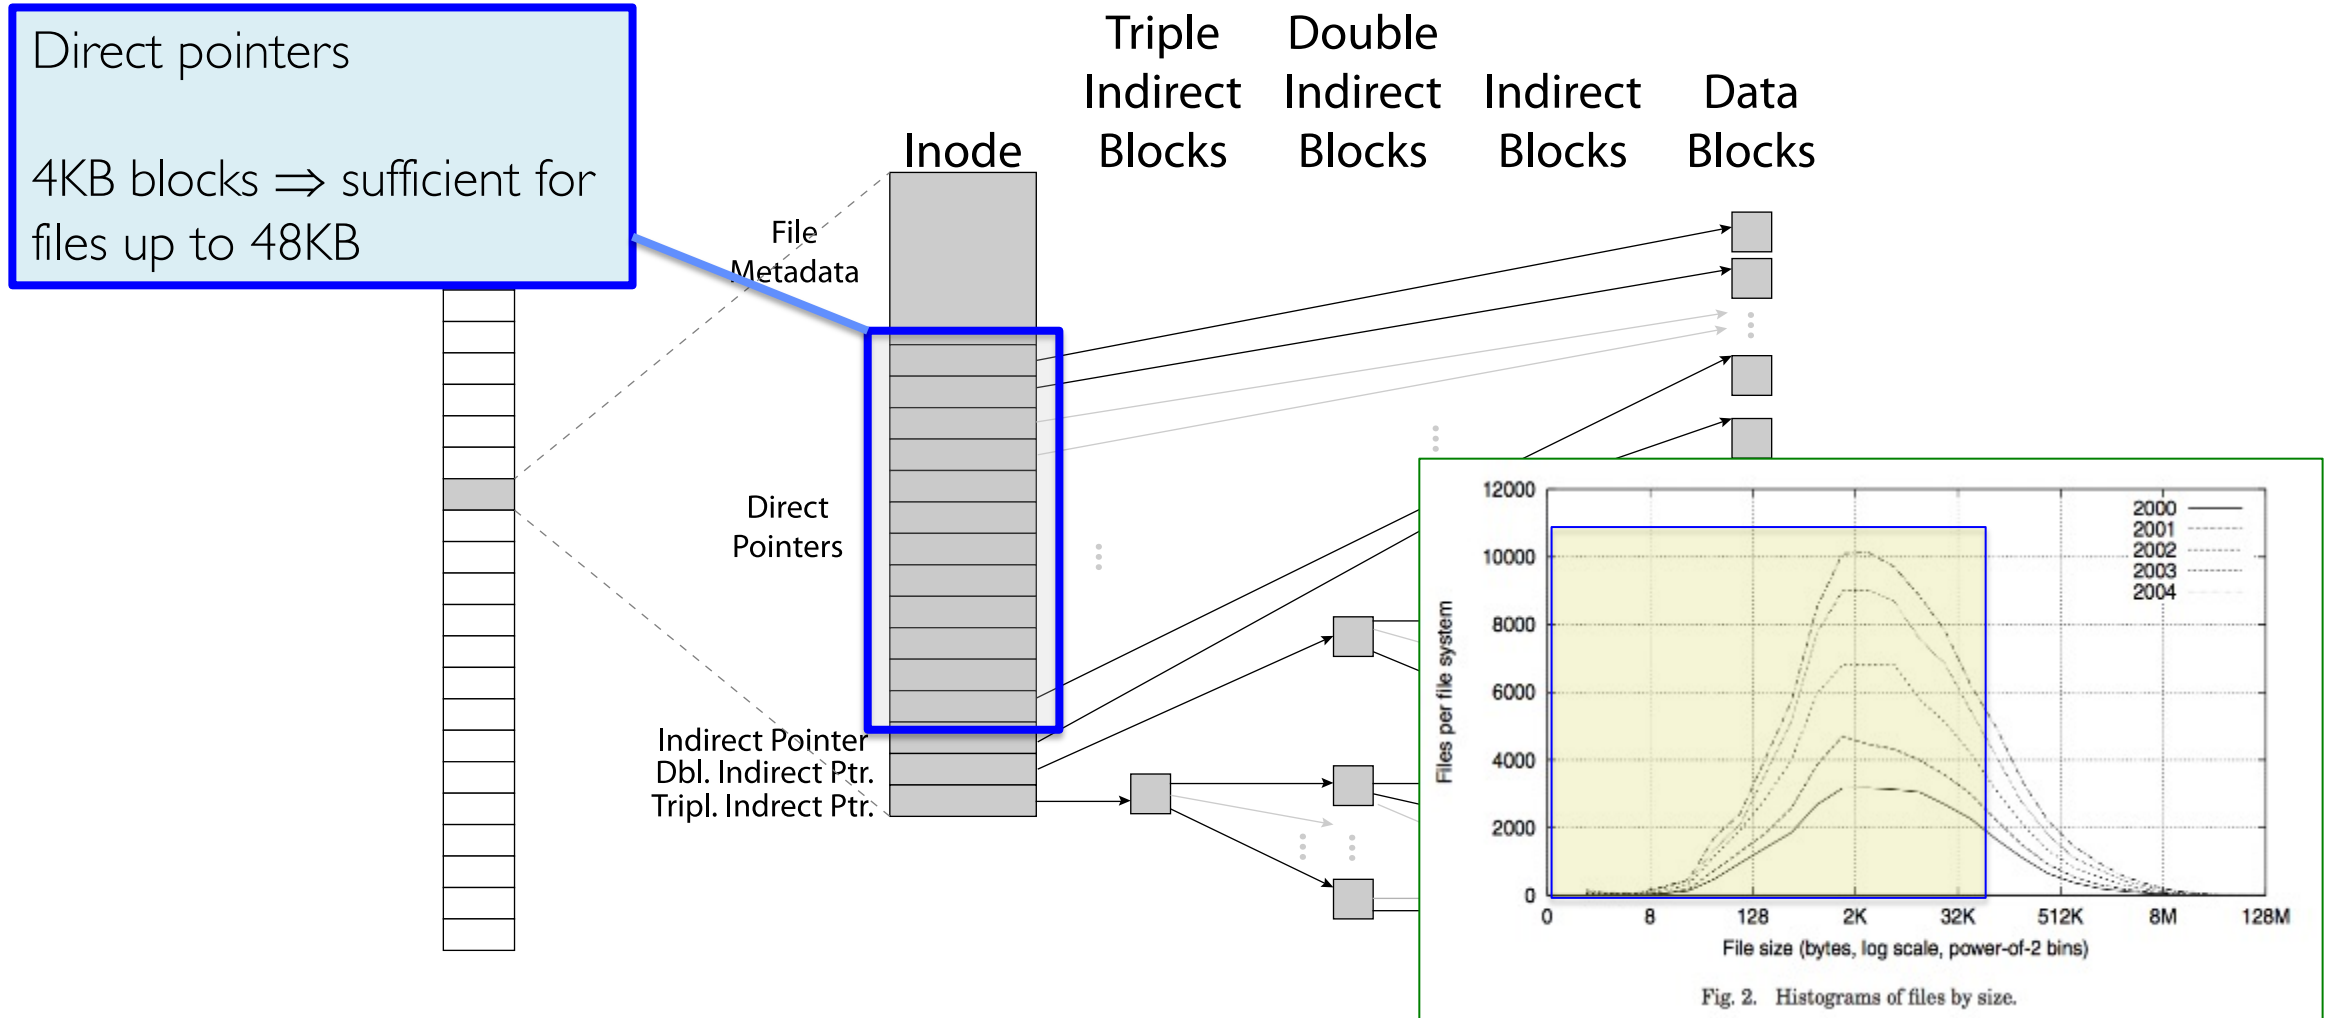 Direct pointers
4KB blocks ⇒ sufficient for
files up to 48KB
Triple
Indirect
Blocks
Double
Indirect
Blocks
Indirect
Blocks
Data
Blocks
Inode
File
Metadata
Direct
Pointers
Indirect Pointer
Dbl. Indirect Ptr.
Tripl. Indrect Ptr.
12000
10000
8000
6000
4000
2000
0
Files per file system
2000
2001
2002
2003
2004
0 8 128 2K 32K 512K 8M 128M
File size (bytes, log scale, power-of-2 bins)
Fig. 2. Histograms of files by size.